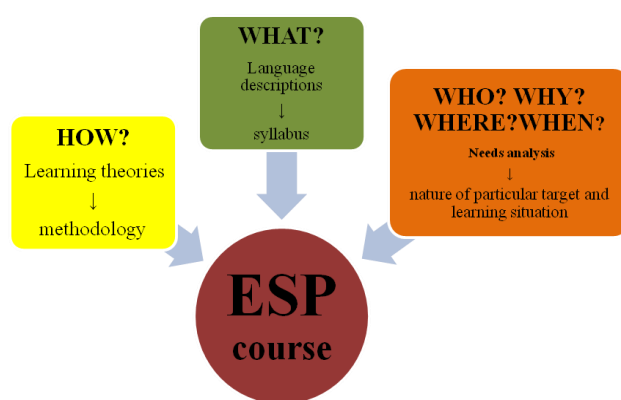 HOW?
Learning theories
↓
methodology
WHAT?
Language
descriptions
↓
syllabus
WHO? WHY?
WHERE?WHEN?
Needs analysis
↓
nature of particular target and
learning situation
ESP
course